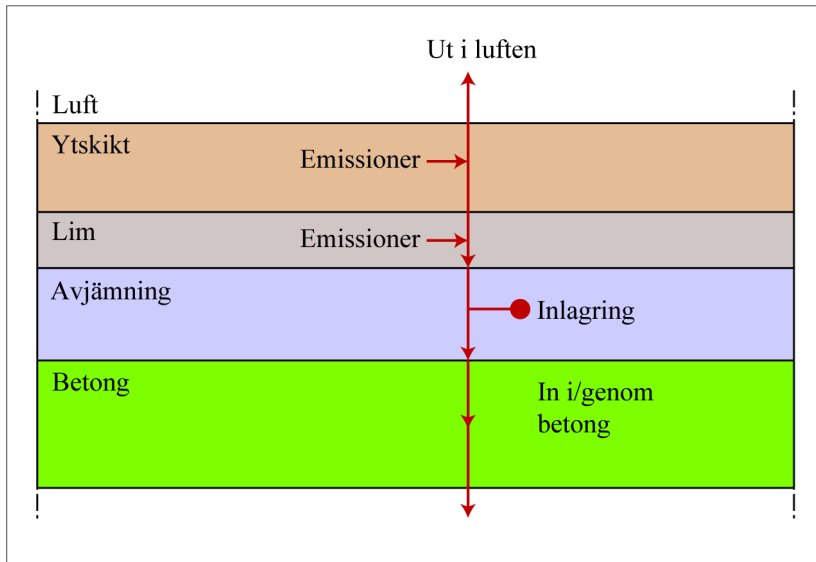 Ut i luften
Luft
Ytskikt
Emissioner
Lim
Emissioner
Avjämning
Inlagring
Betong
In i/genom
betong